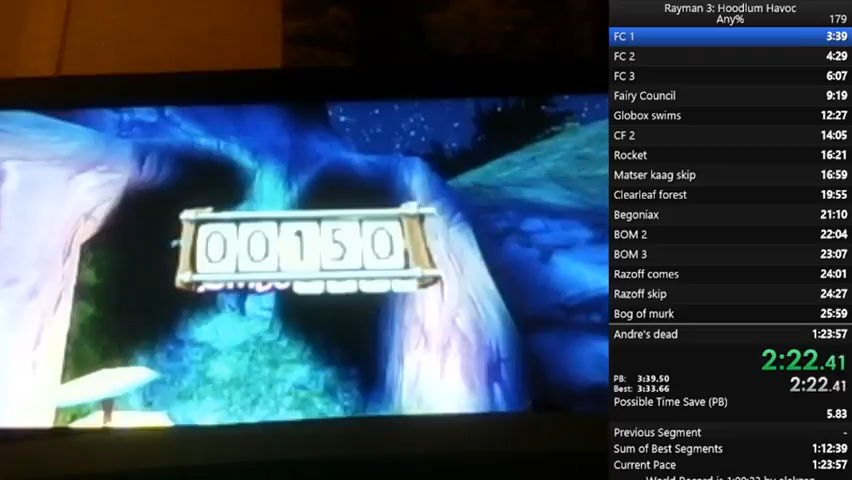 Rayman 3: Hoodlum Havoc
Any% 179
FC 1 3:39
FC 2 4:29
FC 3 6:07
Fairy Council 9:19
Globox swims 12:27
CF 2 14:05
Rocket 16:21
Matser kaag skip 16:59
Clearleaf forest 19:55
Begoniax 21:10
BOM 2 22:04
BOM 3 23:07
Razoff comes 24:01
Razoff skip 24:27
Bog of murk 25:59
Andre's dead 1:23:57
2:22.41
PB: 3:39.50
Best: 3:33.66 2:22.41
Possible Time Save (PB)
5.83
Previous Segment -
Sum of Best Segments 1:12:39
Current Pace 1:23:57
00150